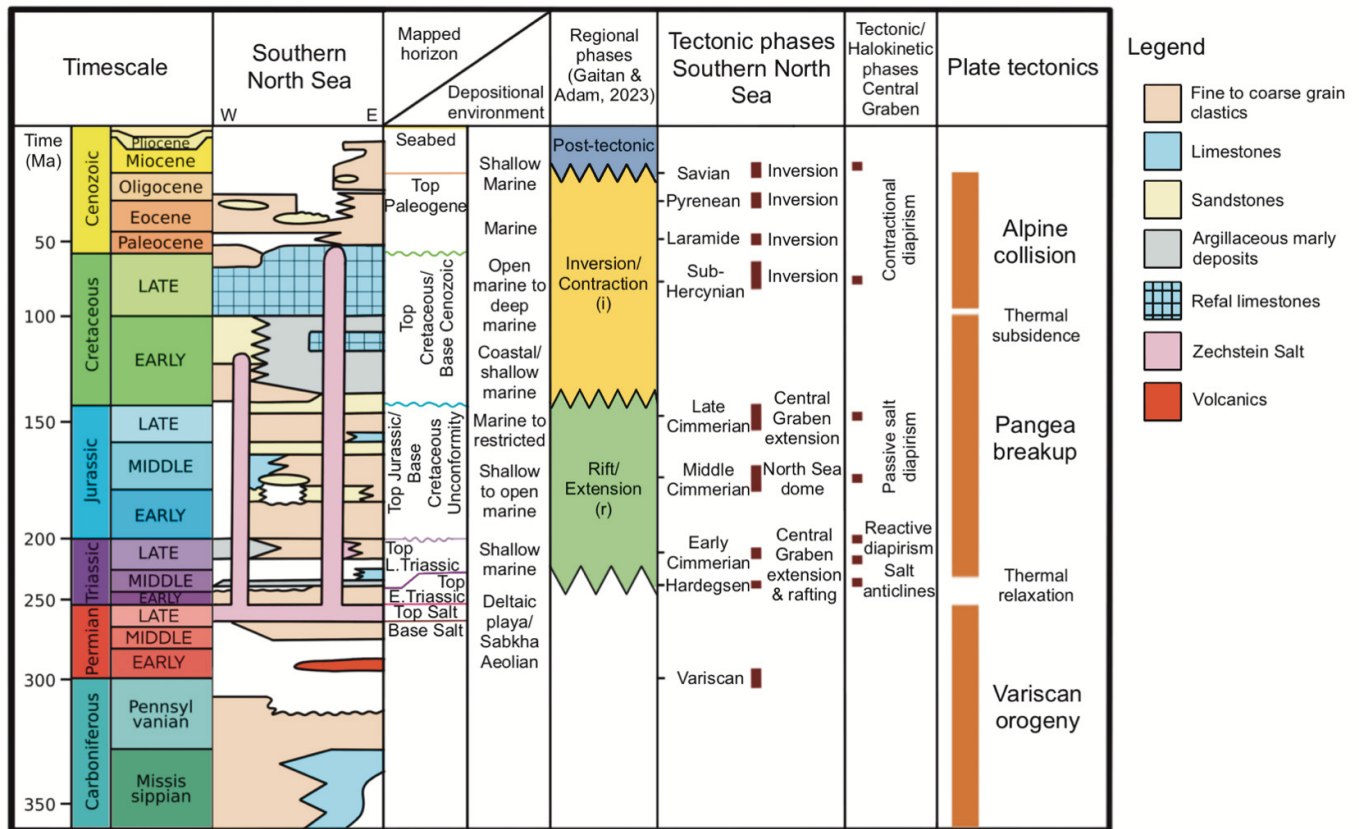 Timescale
Southern
North Sea
W
E
Mapped
horizon
Depositional
environment
Regional
phases
(Gaitan &
Adam, 2023)
Tectonic phases
Southern North
Sea
Tectonic/
Halokinetic
phases
Central
Graben
Plate tectonics
Legend
Fine to coarse grain
clastics
Limestones
Sandstones
Argillaceous marly
deposits
Refal limestones
Zechstein Salt
Volcanics
Time
(Ma)
50
100
150
200
250
300
350
Cenozoic
Pliocene
Miocene
Oligocene
Eocene
Paleocene
Cretaceous
LATE
EARLY
Jurassic
LATE
MIDDLE
EARLY
Triassic
LATE
MIDDLE
EARLY
Permian
LATE
MIDDLE
EARLY
Carboniferous
Pennsyl
vanian
Missis
sippian
Seabed
Top
Paleogene
Top
Cretaceous/
Base Cenozoic
Top Jurassic/
Base
Cretaceous
Unconformity
Top
L.Triassic
Top
E.Triassic
Top Salt
Base Salt
Shallow
Marine
Marine
Open
marine to
deep
marine
Coastal/
shallow
marine
Marine to
restricted
Shallow
to open
marine
Shallow
marine
Deltaic
playa/
Sabkha
Aeolian
Post-tectonic
Inversion/
Contraction
(i)
Rift/
Extension
(r)
Savian
Inversion
Pyrenean
Inversion
Laramide
Inversion
Sub-
Hercynian
Inversion
Late
Cimmerian
Central
Graben
extension
Middle
Cimmerian
North Sea
dome
Early
Cimmerian
Hardegsen
Central
Graben
extension
& rafting
Variscan
Contractional
diapirism
Passive salt
diapirism
Reactive
diapirism
Salt
anticlines
Alpine
collision
Thermal
subsidence
Pangea
breakup
Thermal
relaxation
Variscan
orogeny